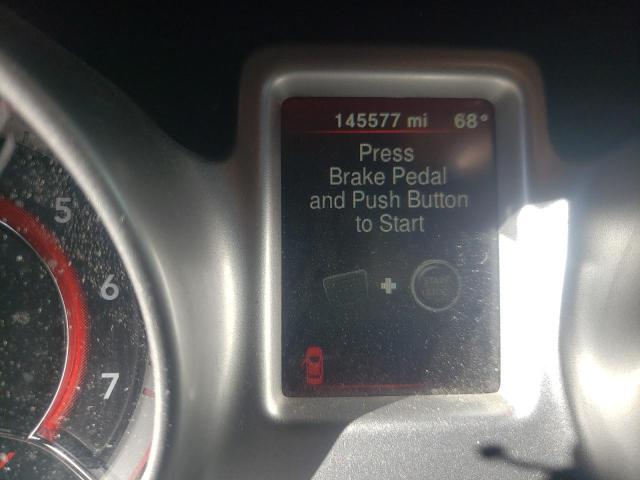 145577 mi 68°
Press
Brake Pedal
and Push Button
to Start
5
6
7